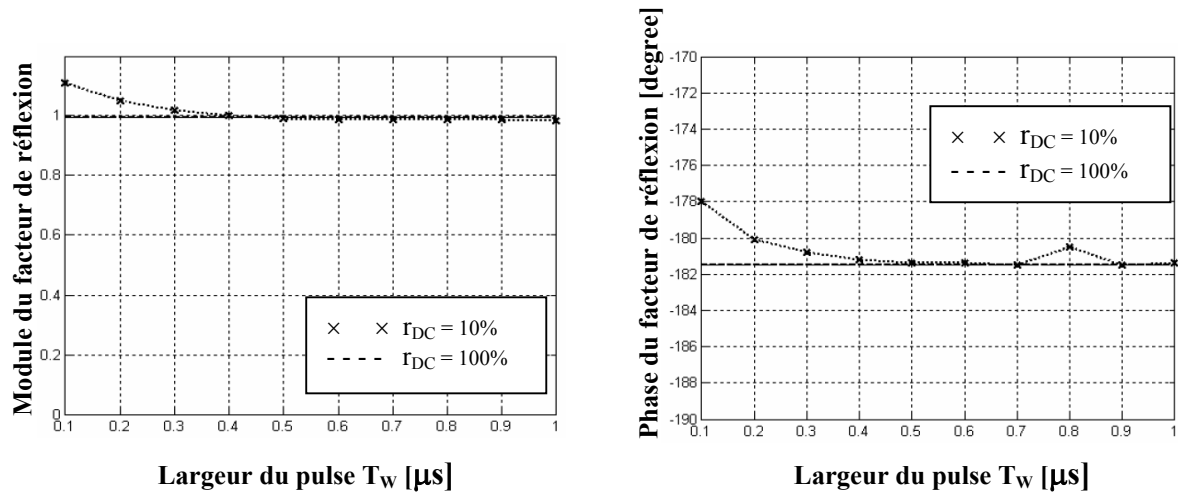 Module du facteur de réflexion
1
0.8
0.6
0.4
0.2
0
0.1 0.2 0.3 0.4 0.5 0.6 0.7 0.8 0.9 1
r_DC = 10%
r_DC = 100%
Largeur du pulse T_W [μs]
Phase du facteur de réflexion [degree]
-170
-172
-174
-176
-178
-180
-182
-184
-186
-188
-190
0.1 0.2 0.3 0.4 0.5 0.6 0.7 0.8 0.9 1
r_DC = 10%
r_DC = 100%
Largeur du pulse T_W [μs]